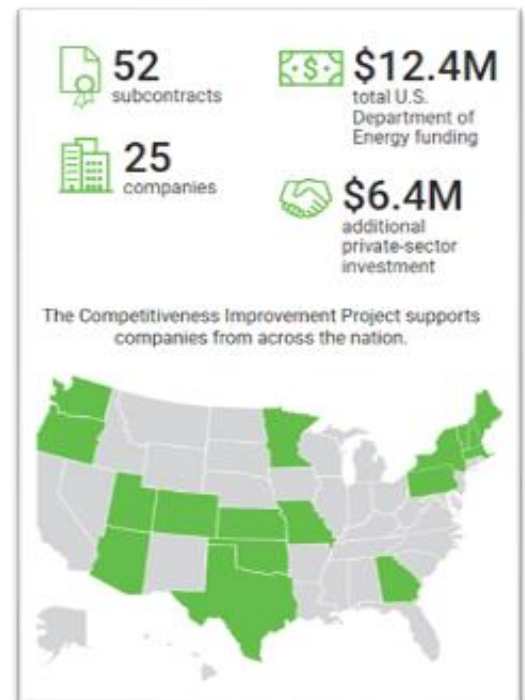 52
subcontracts
$12.4M
total U.S.
Department of
Energy funding
25
companies
$6.4M
additional
private-sector
investment
The Competitiveness Improvement Project supports
companies from across the nation.